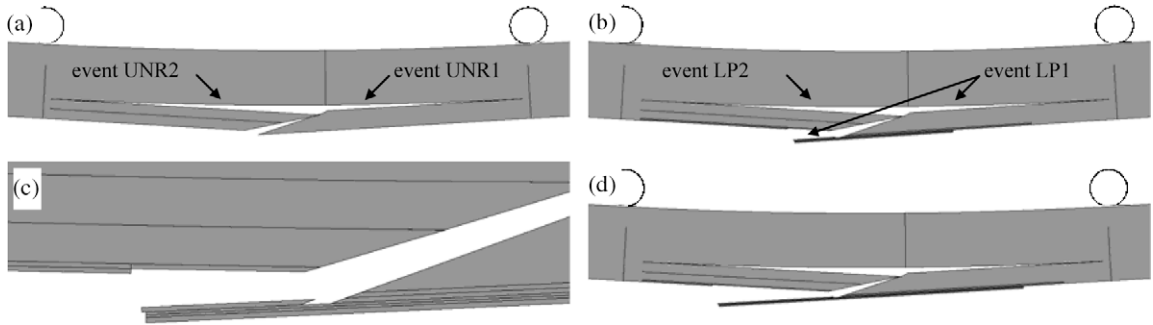 (a)
event UNR2
event UNR1
(b)
event LP2
event LP1
(c)
(d)